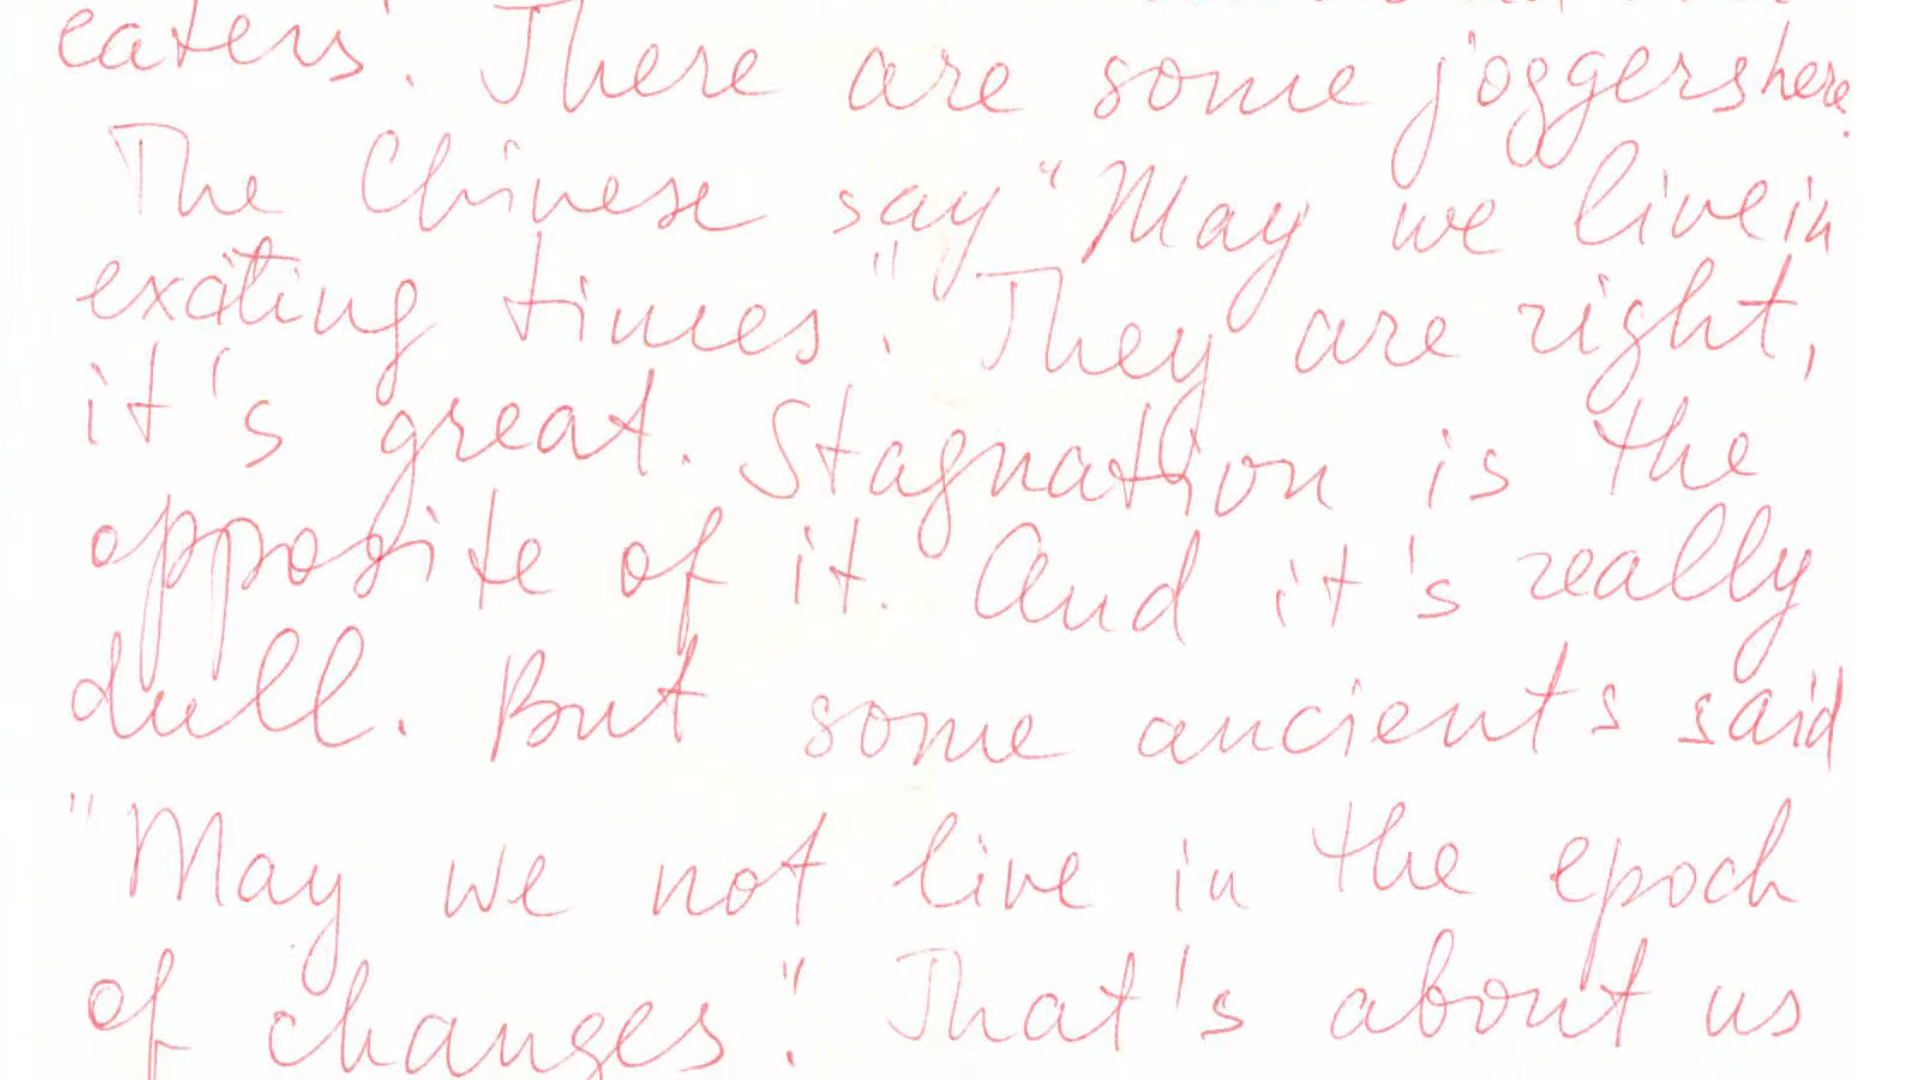 eaters'. There are some joggers here.
The Chinese say "May we live in
exciting times". They are right,
it's great. Stagnation is the
opposite of it. And it's really
dull. But some ancients said
"May we not live in the epoch
of changes". That's about us